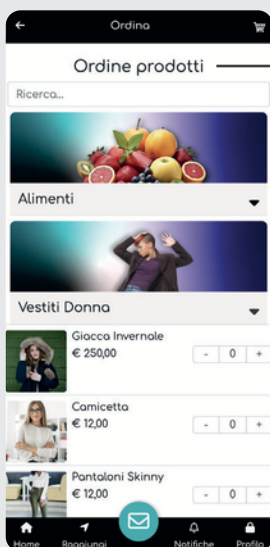 Ordina
Ordine prodotti
Ricerca...
Alimenti
Vestiti Donna
Giacca Invernale
€ 250,00
- 0 +
Camicetta
€ 12,00
- 0 +
Pantaloni Skinny
€ 12,00
- 0 +
Home Raggiungi Notifiche Profilo